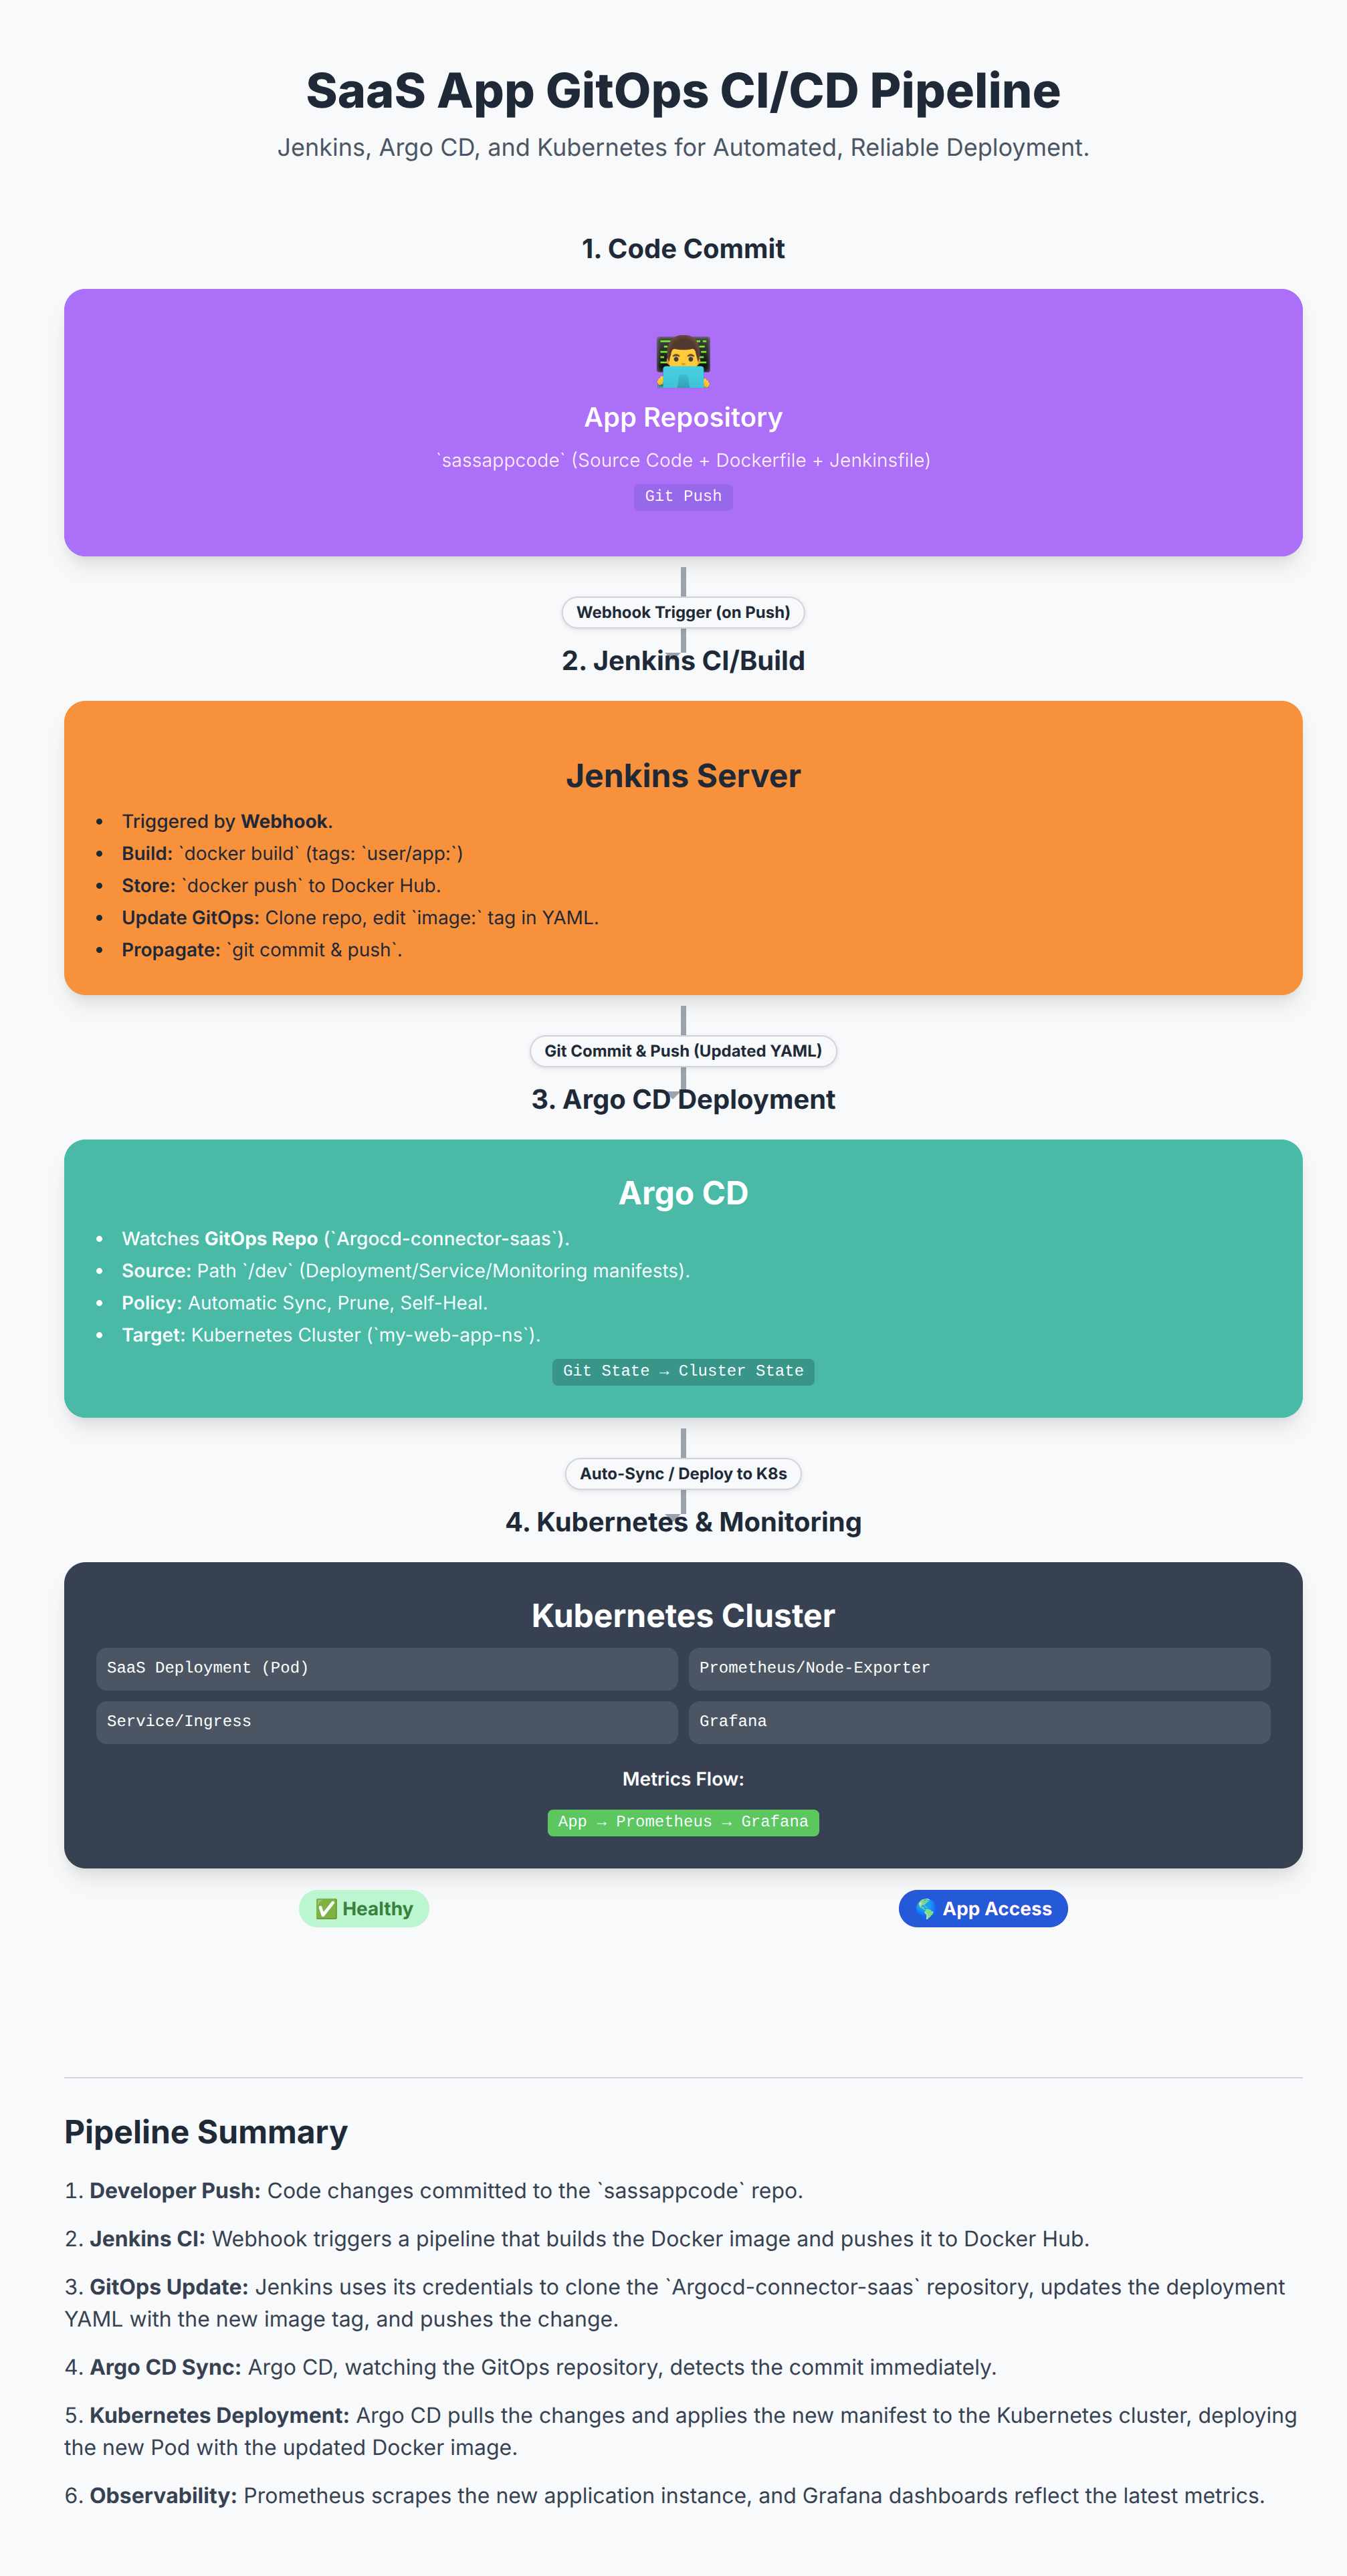 SaaS App GitOps CI/CD Pipeline
Jenkins, Argo CD, and Kubernetes for Automated, Reliable Deployment.
1. Code Commit
App Repository
`sassappcode` (Source Code + Dockerfile + Jenkinsfile)
Git Push
Webhook Trigger (on Push)
2. Jenkins CI/Build
Jenkins Server
• Triggered by Webhook.
• Build: `docker build` (tags: `user/app:`)
• Store: `docker push` to Docker Hub.
• Update GitOps: Clone repo, edit `image:` tag in YAML.
• Propagate: `git commit & push`.
Git Commit & Push (Updated YAML)
3. Argo CD Deployment
Argo CD
• Watches GitOps Repo (`Argocd-connector-saas`).
• Source: Path `/dev` (Deployment/Service/Monitoring manifests).
• Policy: Automatic Sync, Prune, Self-Heal.
• Target: Kubernetes Cluster (`my-web-app-ns`).
Git State → Cluster State
Auto-Sync / Deploy to K8s
4. Kubernetes & Monitoring
Kubernetes Cluster
SaaS Deployment (Pod)
Prometheus/Node-Exporter
Service/Ingress
Grafana
Metrics Flow:
App → Prometheus → Grafana
✅ Healthy
🌎 App Access
Pipeline Summary
1. Developer Push: Code changes committed to the `sassappcode` repo.
2. Jenkins CI: Webhook triggers a pipeline that builds the Docker image and pushes it to Docker Hub.
3. GitOps Update: Jenkins uses its credentials to clone the `Argocd-connector-saas` repository, updates the deployment
YAML with the new image tag, and pushes the change.
4. Argo CD Sync: Argo CD, watching the GitOps repository, detects the commit immediately.
5. Kubernetes Deployment: Argo CD pulls the changes and applies the new manifest to the Kubernetes cluster, deploying
the new Pod with the updated Docker image.
6. Observability: Prometheus scrapes the new application instance, and Grafana dashboards reflect the latest metrics.